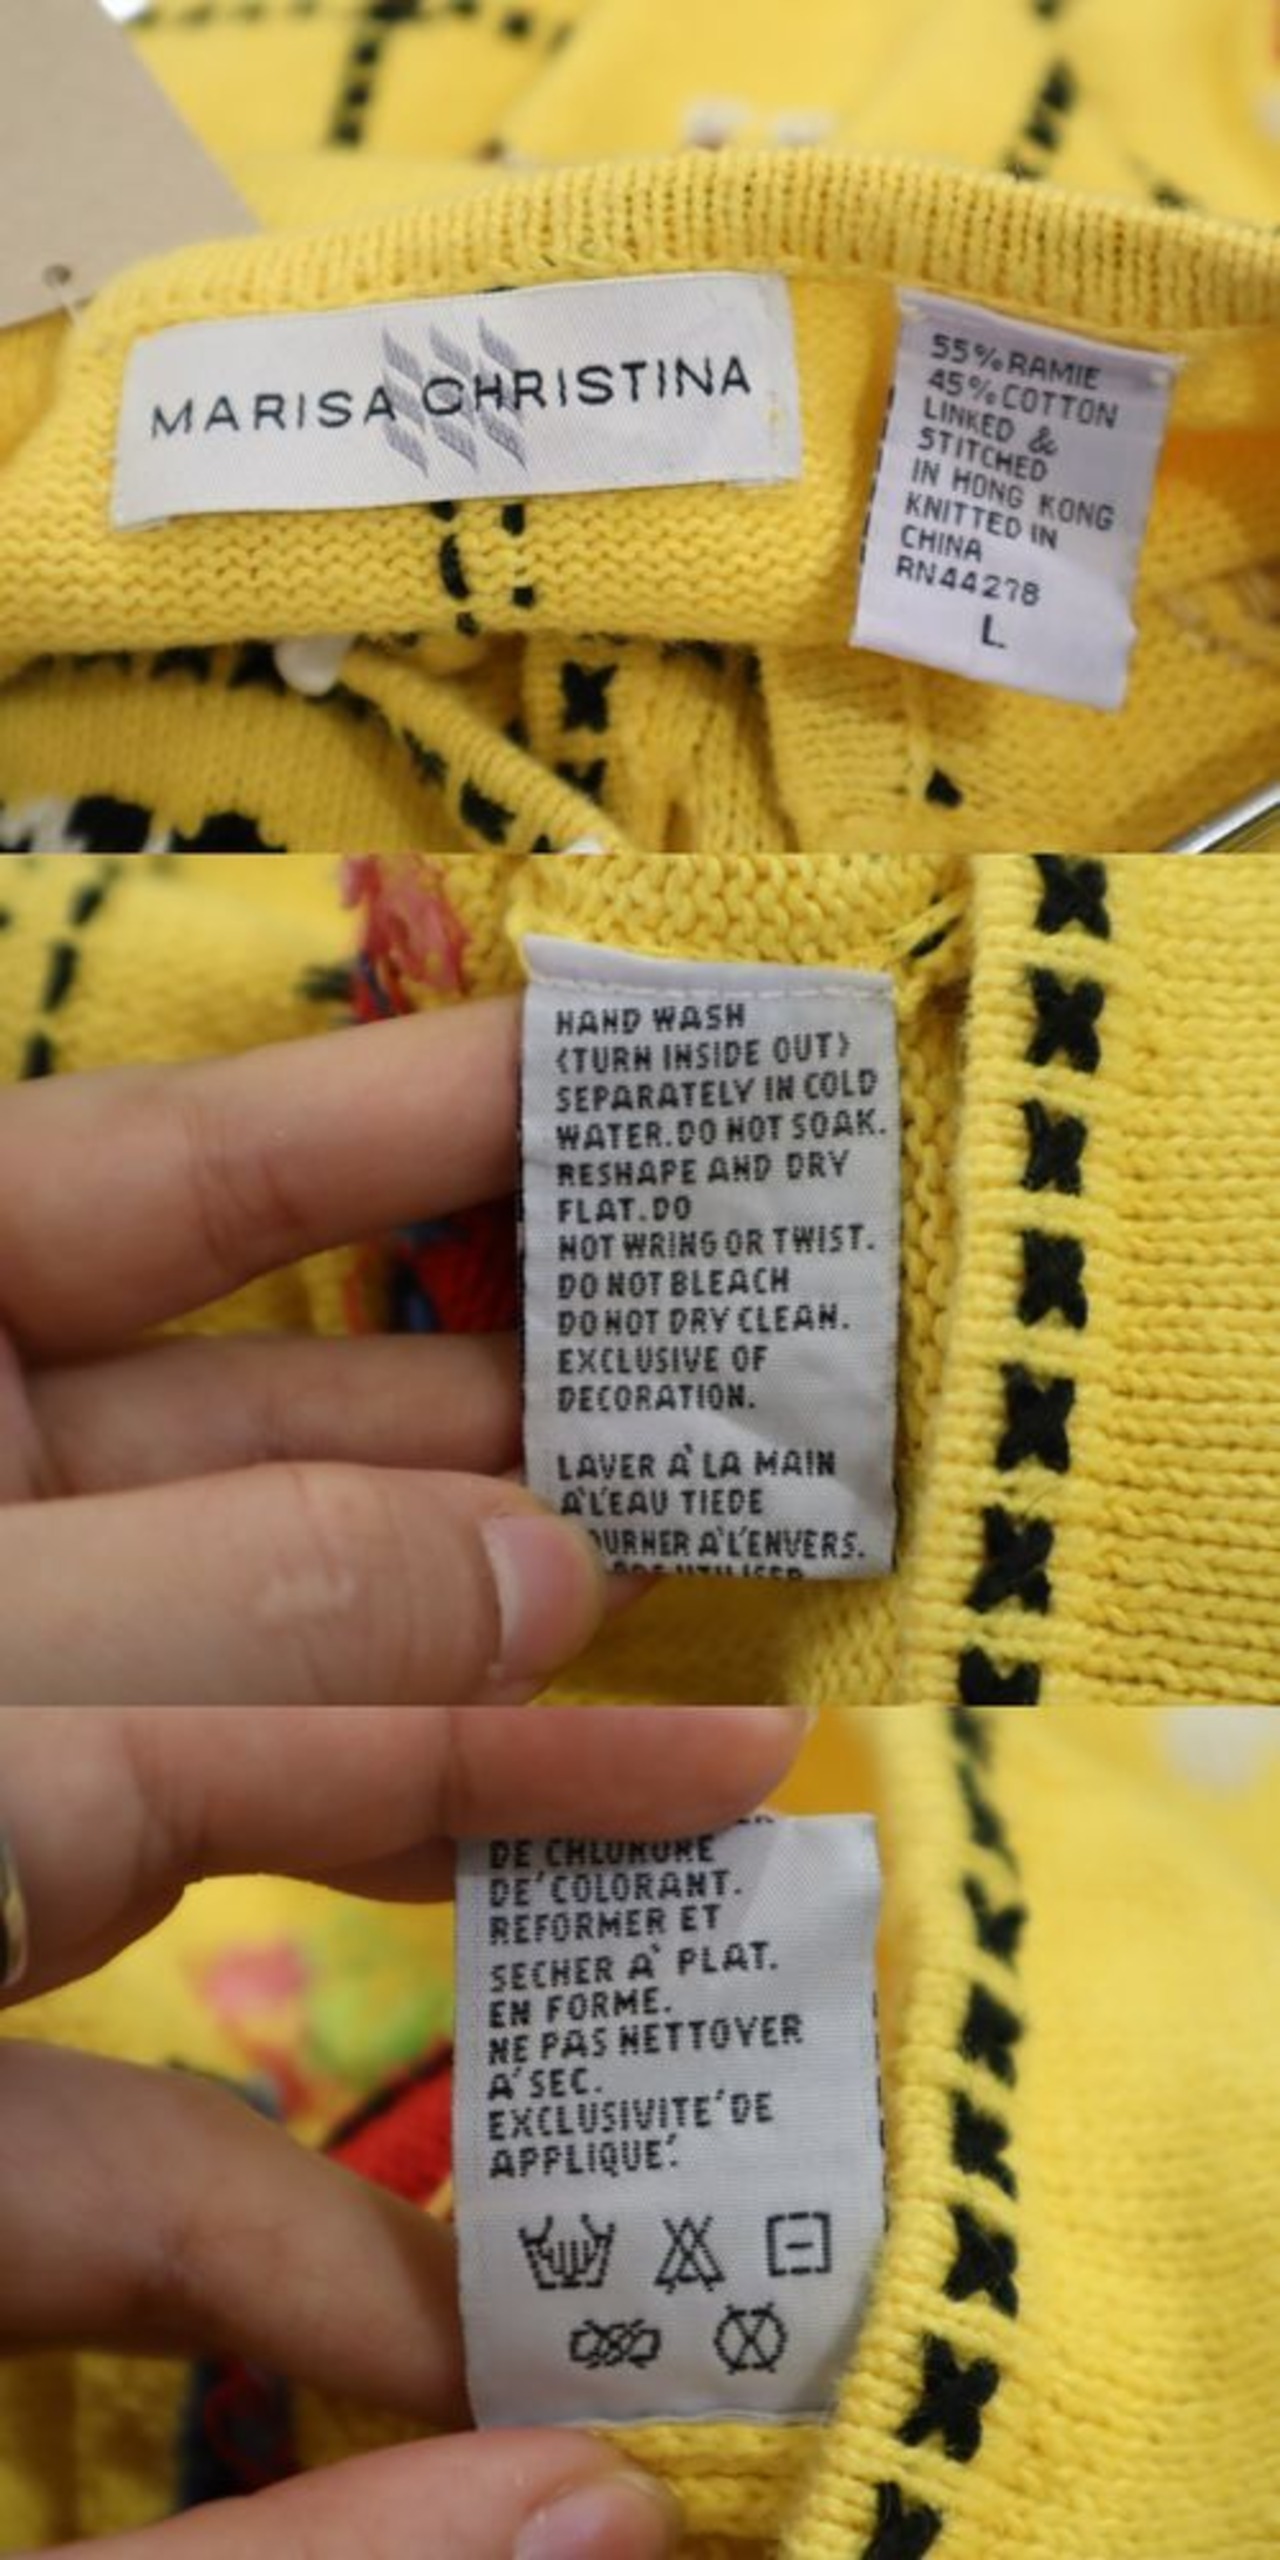 MARISA CHRISTINA
55% RAMIE
45% COTTON
LINKED &
STITCHED
IN HONG KONG
KNITTED IN
CHINA
RN44278
L
HAND WASH
<TURN INSIDE OUT>
SEPARATELY IN COLD
WATER.DO NOT SOAK.
RESHAPE AND DRY
FLAT.DO
NOT WRING OR TWIST.
DO NOT BLEACH
DO NOT DRY CLEAN.
EXCLUSIVE OF
DECORATION.
LAVER À LA MAIN
A'L'EAU TIEDE
OURNER A'L'ENVERS.
UTILISER
DE CHLORURE
DE'COLORANT.
REFORMER ET
SECHER A' PLAT.
EN FORME.
NE PAS NETTOYER
A'SEC.
EXCLUSIVITE'DE
APPLIQUE'.